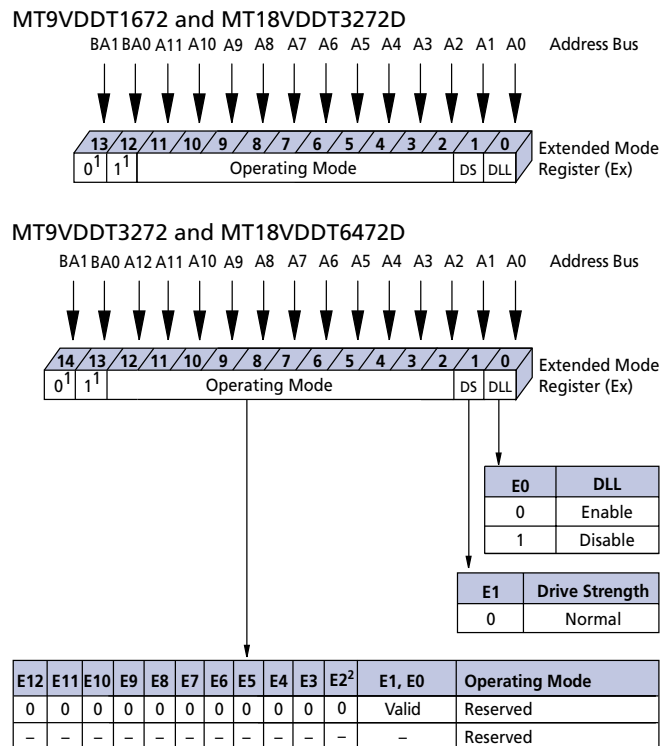 MT9VDDT1672 and MT18VDDT3272D
BA1 BA0 A11 A10 A9 A8 A7 A6 A5 A4 A3 A2 A1 A0 Address Bus
13 12 11 10 9 8 7 6 5 4 3 2 1 0 Extended Mode
0¹ 1¹ Operating Mode DS DLL Register (Ex)
MT9VDDT3272 and MT18VDDT6472D
BA1 BA0 A12 A11 A10 A9 A8 A7 A6 A5 A4 A3 A2 A1 A0 Address Bus
14 13 12 11 10 9 8 7 6 5 4 3 2 1 0 Extended Mode
0¹ 1¹ Operating Mode DS DLL Register (Ex)
E0 DLL
0 Enable
1 Disable
E1 Drive Strength
0 Normal
E12 E11 E10 E9 E8 E7 E6 E5 E4 E3 E2² E1, E0 Operating Mode
0 0 0 0 0 0 0 0 0 0 0 Valid Reserved
– – – – – – – – – – – – Reserved